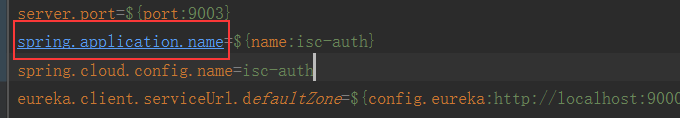 server.port=${port:9003}
spring.application.name=${name:isc-auth}
spring.cloud.config.name=isc-auth
eureka.client.serviceUrl.defaultZone=${config.eureka:http://localhost:9000